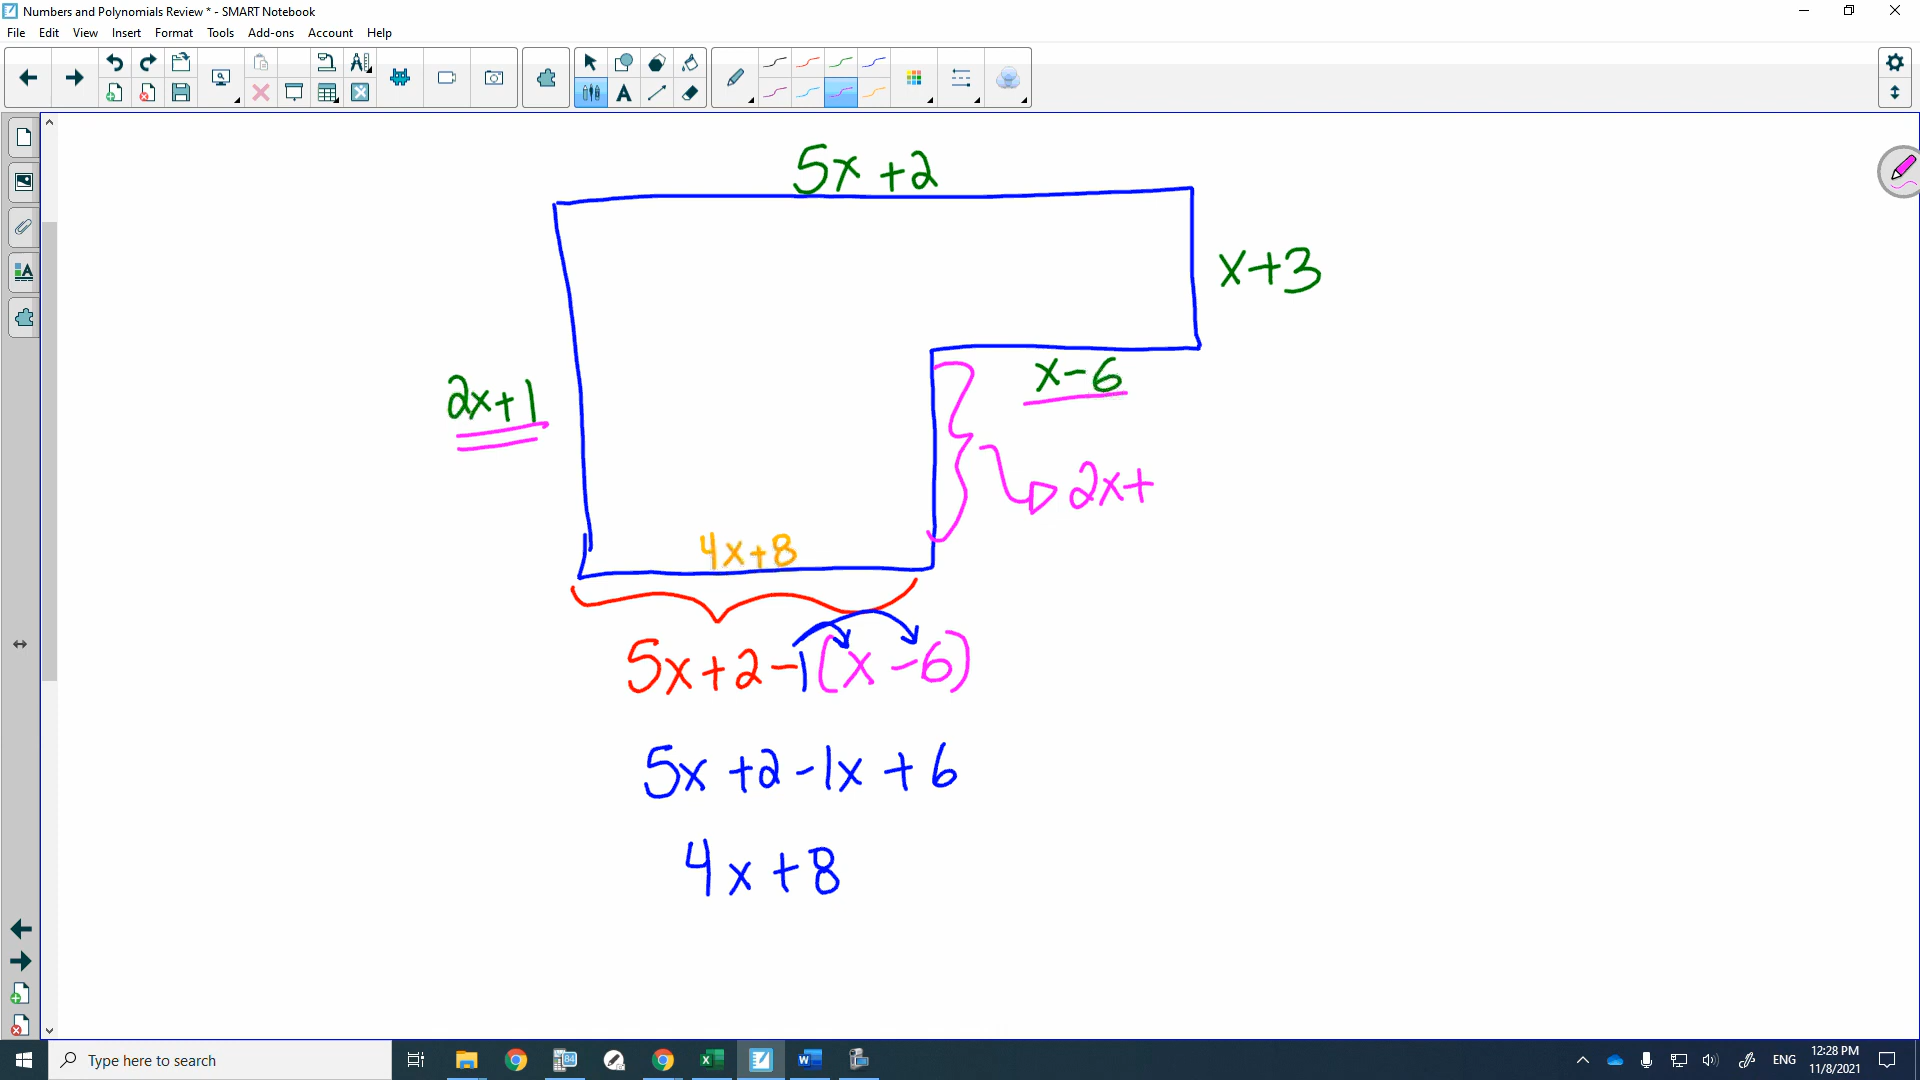 Numbers and Polynomials Review * - SMART Notebook
File Edit View Insert Format Tools Add-ons Account Help
5x +2
x+3
x-6
2x+1
2x+
4x+8
5x+2-1(x-6)
5x+2-1x+6
4x+8
Type here to search
ENG
12:28 PM
11/8/2021